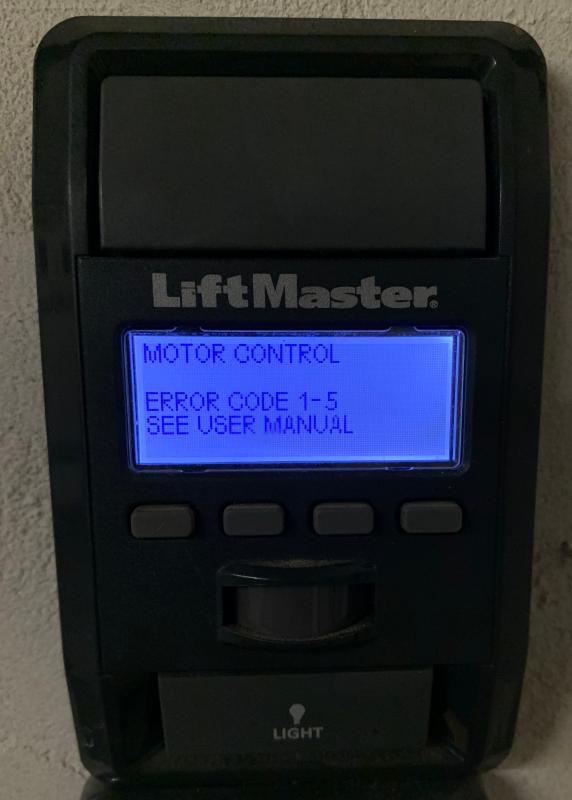 LiftMaster®
MOTOR CONTROL
ERROR CODE 1-5
SEE USER MANUAL
LIGHT